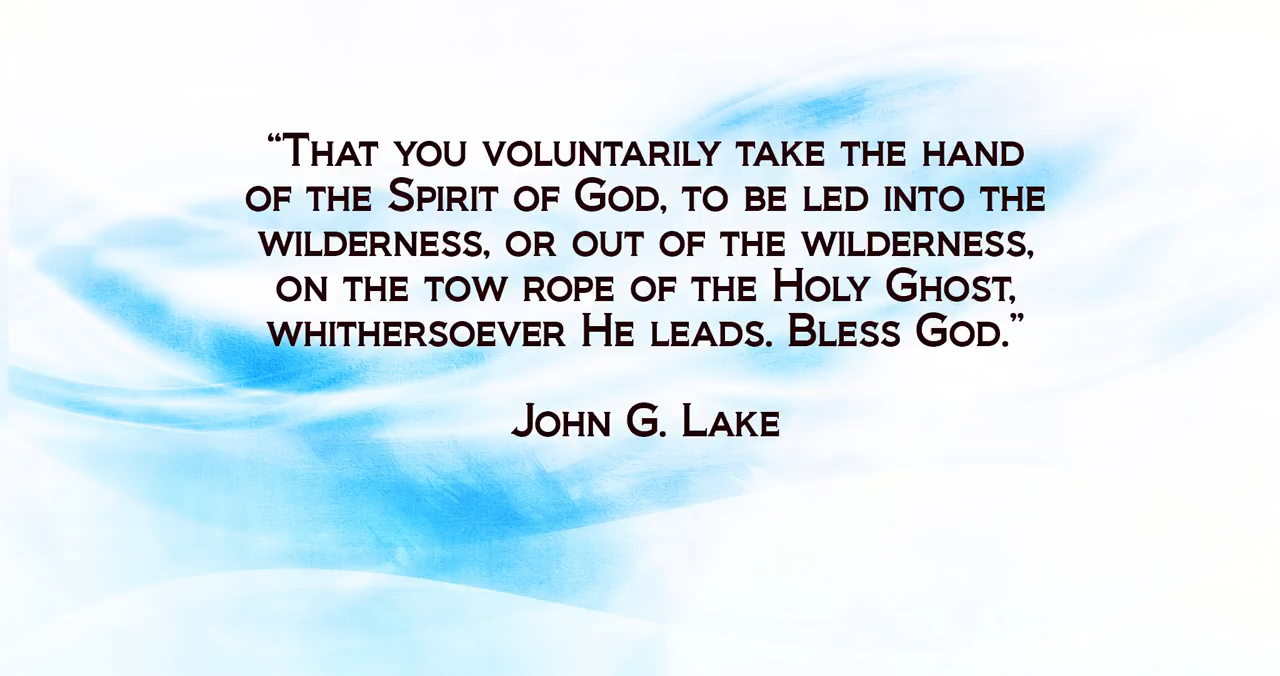 “That you voluntarily take the hand
of the Spirit of God, to be led into the
wilderness, or out of the wilderness,
on the tow rope of the Holy Ghost,
whithersoever He leads. Bless God.”
John G. Lake